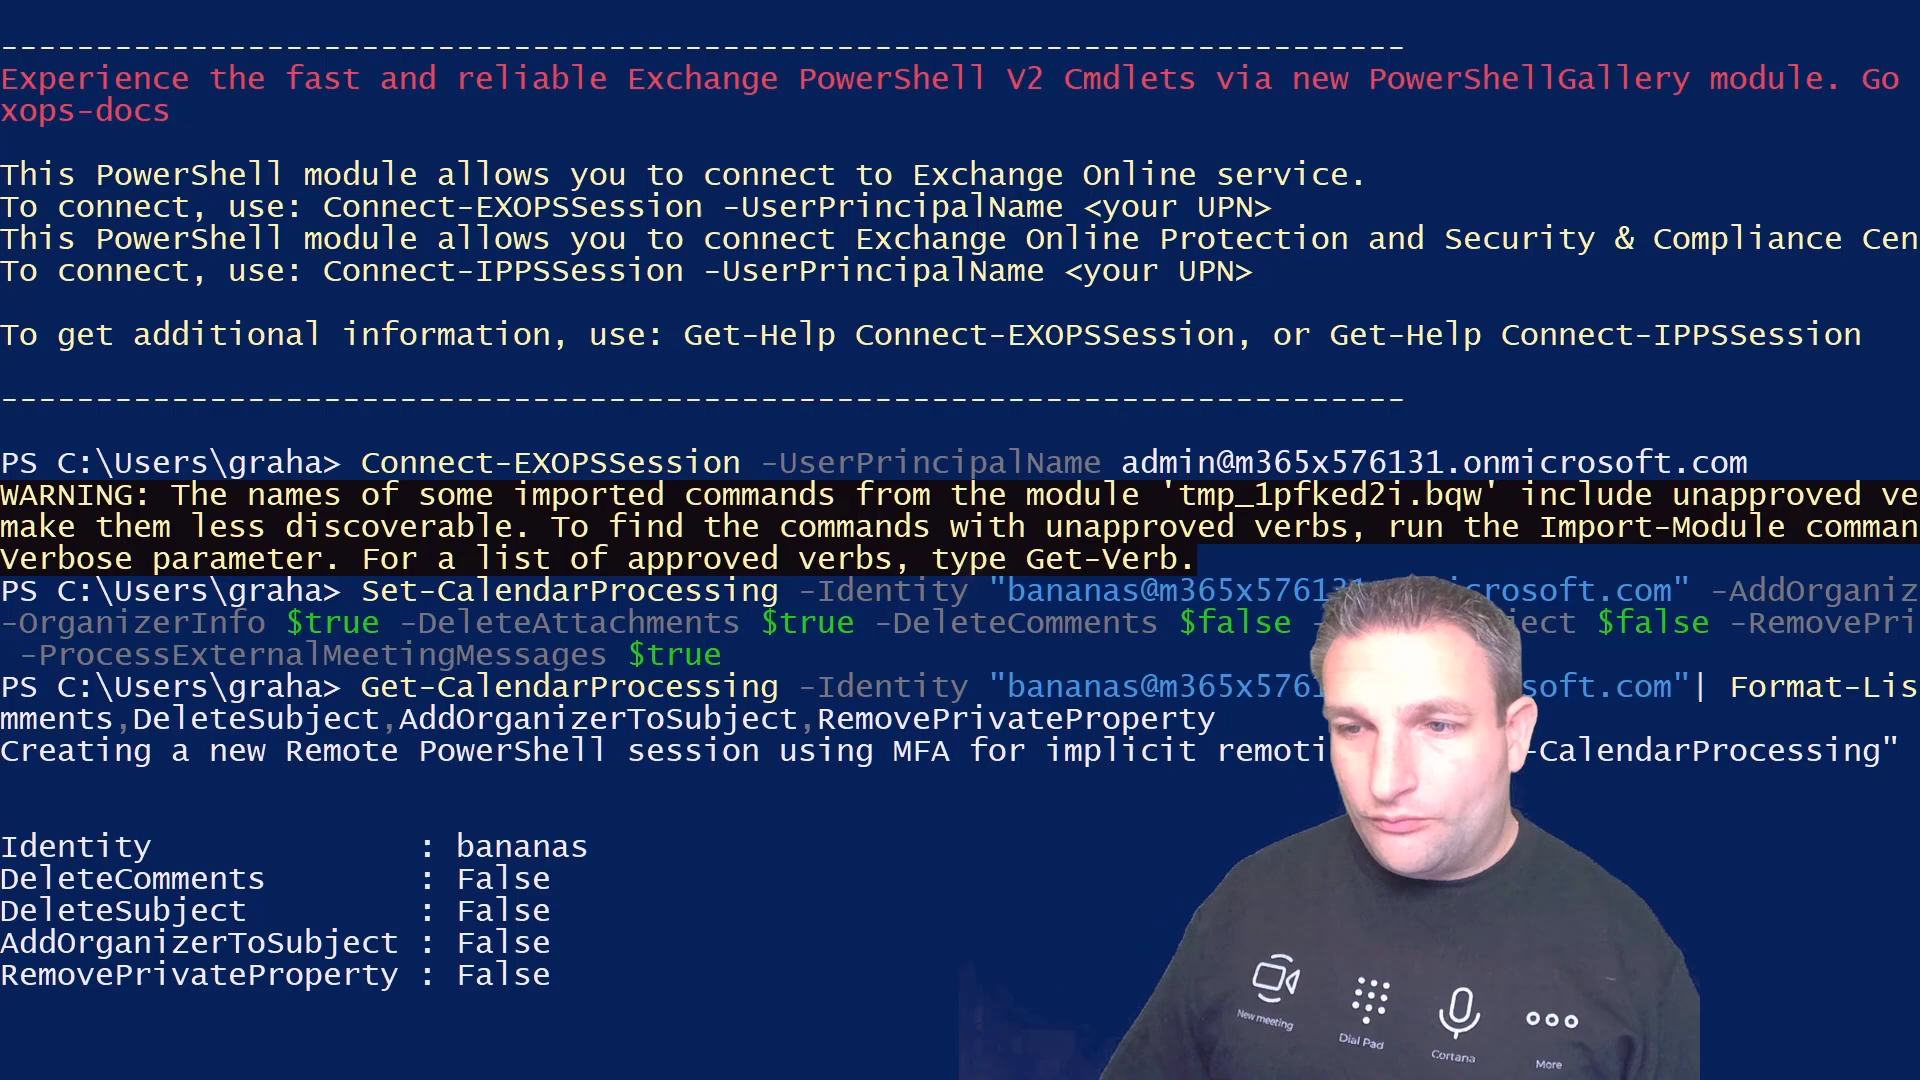 --------------------------------------------------------------------------
Experience the fast and reliable Exchange PowerShell V2 Cmdlets via new PowerShellGallery module. Go
xops-docs
This PowerShell module allows you to connect to Exchange Online service.
To connect, use: Connect-EXOPSSession -UserPrincipalName <your UPN>
This PowerShell module allows you to connect Exchange Online Protection and Security & Compliance Cen
To connect, use: Connect-IPPSSession -UserPrincipalName <your UPN>
To get additional information, use: Get-Help Connect-EXOPSSession, or Get-Help Connect-IPPSSession
--------------------------------------------------------------------------
PS C:\Users\graha> Connect-EXOPSSession -UserPrincipalName admin@m365x576131.onmicrosoft.com
WARNING: The names of some imported commands from the module 'tmp_1pfked2i.bqw' include unapproved ve
make them less discoverable. To find the commands with unapproved verbs, run the Import-Module comman
Verbose parameter. For a list of approved verbs, type Get-Verb.
PS C:\Users\graha> Set-CalendarProcessing -Identity "bananas@m365x57613 icrosoft.com" -AddOrganiz
-OrganizerInfo $true -DeleteAttachments $true -DeleteComments $false - ject $false -RemovePri
-ProcessExternalMeetingMessages $true
PS C:\Users\graha> Get-CalendarProcessing -Identity "bananas@m365x576 soft.com"| Format-Lis
mments,DeleteSubject,AddOrganizerToSubject,RemovePrivateProperty
Creating a new Remote PowerShell session using MFA for implicit remoti -CalendarProcessing"
Identity : bananas
DeleteComments : False
DeleteSubject : False
AddOrganizerToSubject : False
RemovePrivateProperty : False
New meeting
Dial Pad
Cortana
More